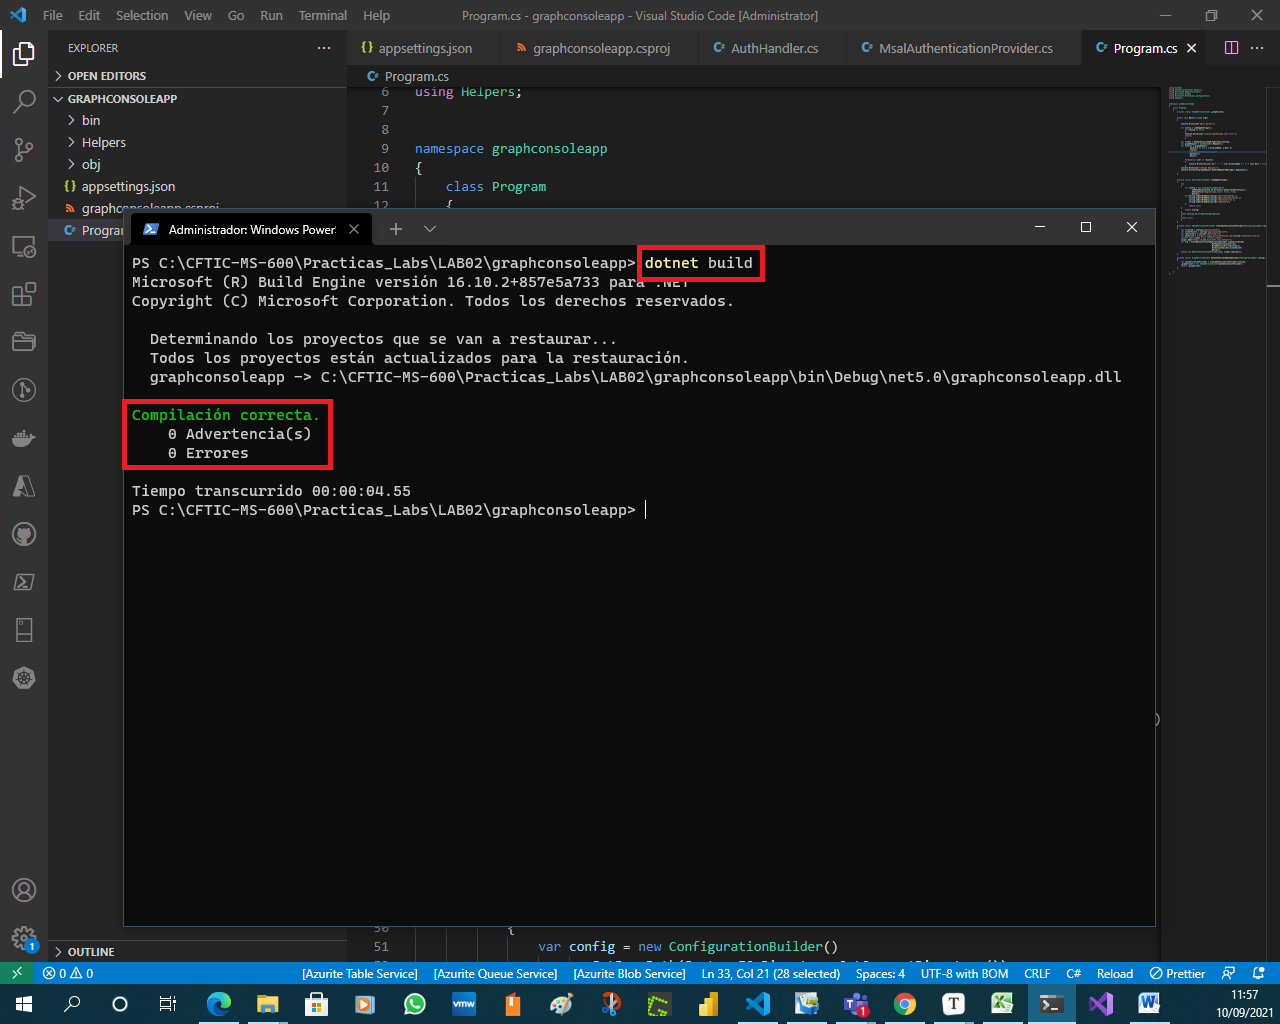 File Edit Selection View Go Run Terminal Help
Program.cs - graphconsoleapp - Visual Studio Code [Administrator]
EXPLORER
appsettings.json
graphconsoleapp.csproj
AuthHandler.cs
MsalAuthenticationProvider.cs
Program.cs
OPEN EDITORS
Program.cs
GRAPHCONSOLEAPP
bin
Helpers
obj
appsettings.json
graphconsoleapp.csproj
Progra
6 using Helpers;
7
8
9 namespace graphconsoleapp
10 {
11 class Program
12 {
Administrador: Windows Power
PS C:\CFTIC-MS-600\Practicas_Labs\LAB02\graphconsoleapp> dotnet build
Microsoft (R) Build Engine versión 16.10.2+857e5a733 para .NET
Copyright (C) Microsoft Corporation. Todos los derechos reservados.
Determinando los proyectos que se van a restaurar...
Todos los proyectos están actualizados para la restauración.
graphconsoleapp -> C:\CFTIC-MS-600\Practicas_Labs\LAB02\graphconsoleapp\bin\Debug\net5.0\graphconsoleapp.dll
Compilación correcta.
0 Advertencia(s)
0 Errores
Tiempo transcurrido 00:00:04.55
PS C:\CFTIC-MS-600\Practicas_Labs\LAB02\graphconsoleapp>
50 {
51 var config = new ConfigurationBuilder()
OUTLINE
1
0 0 [Azurite Table Service] [Azurite Queue Service] [Azurite Blob Service] Ln 33, Col 21 (28 selected) Spaces: 4 UTF-8 with BOM CRLF C# Reload Prettier
vmw
1
T
11:57
10/09/2021